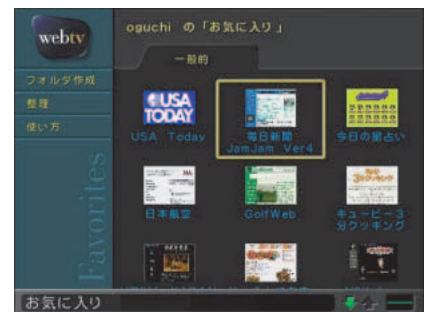 webtv
oguchi の「お気に入り」
一般的
フォルダ作成
整理
使い方
Favorites
USA
TODAY
USA Today
毎日新聞
JamJam Ver4
今日の星占い
日本航空
GolfWeb
キューピー3
分クッキング
お気に入り